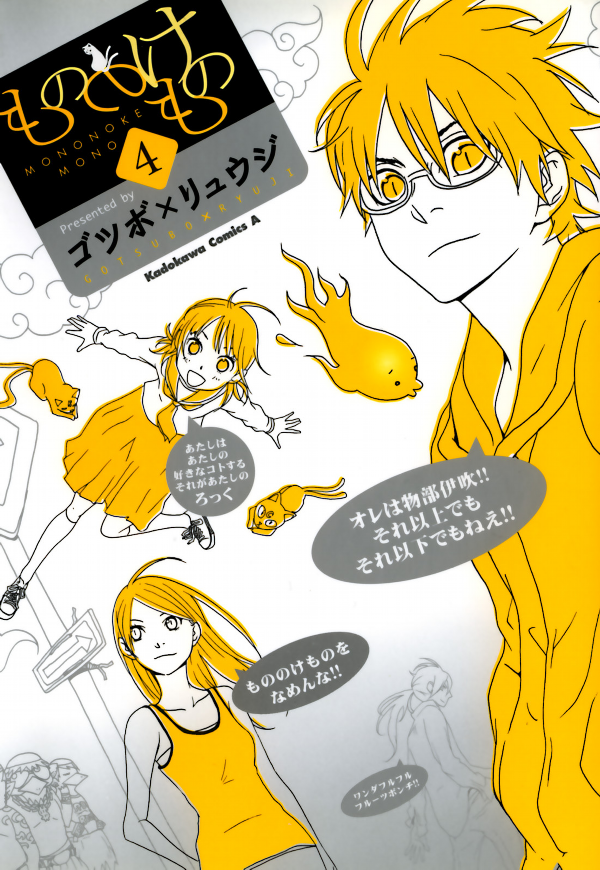 もののけもの
MONONOKE
MONO
4
Presented by
ゴツボ×リュウジ
GOTSUBO×RYUJI
Kadokawa Comics A
あたしは
あたしの
好きなコトする
それがあたしの
ろっく
オレは物部伊吹!!
それ以上でも
それ以下でもねえ!!
もののけものを
なめんな!!
ワンダフルフル
フルーツポンチ!!